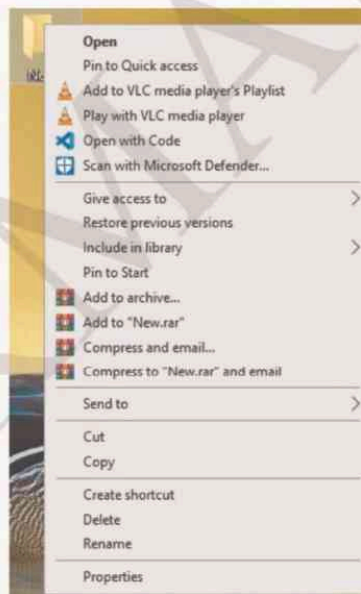 Open
Pin to Quick access
Add to VLC media player's Playlist
Play with VLC media player
Open with Code
Scan with Microsoft Defender...
Give access to
Restore previous versions
Include in library
Pin to Start
Add to archive...
Add to "New.rar"
Compress and email...
Compress to "New.rar" and email
Send to
Cut
Copy
Create shortcut
Delete
Rename
Properties